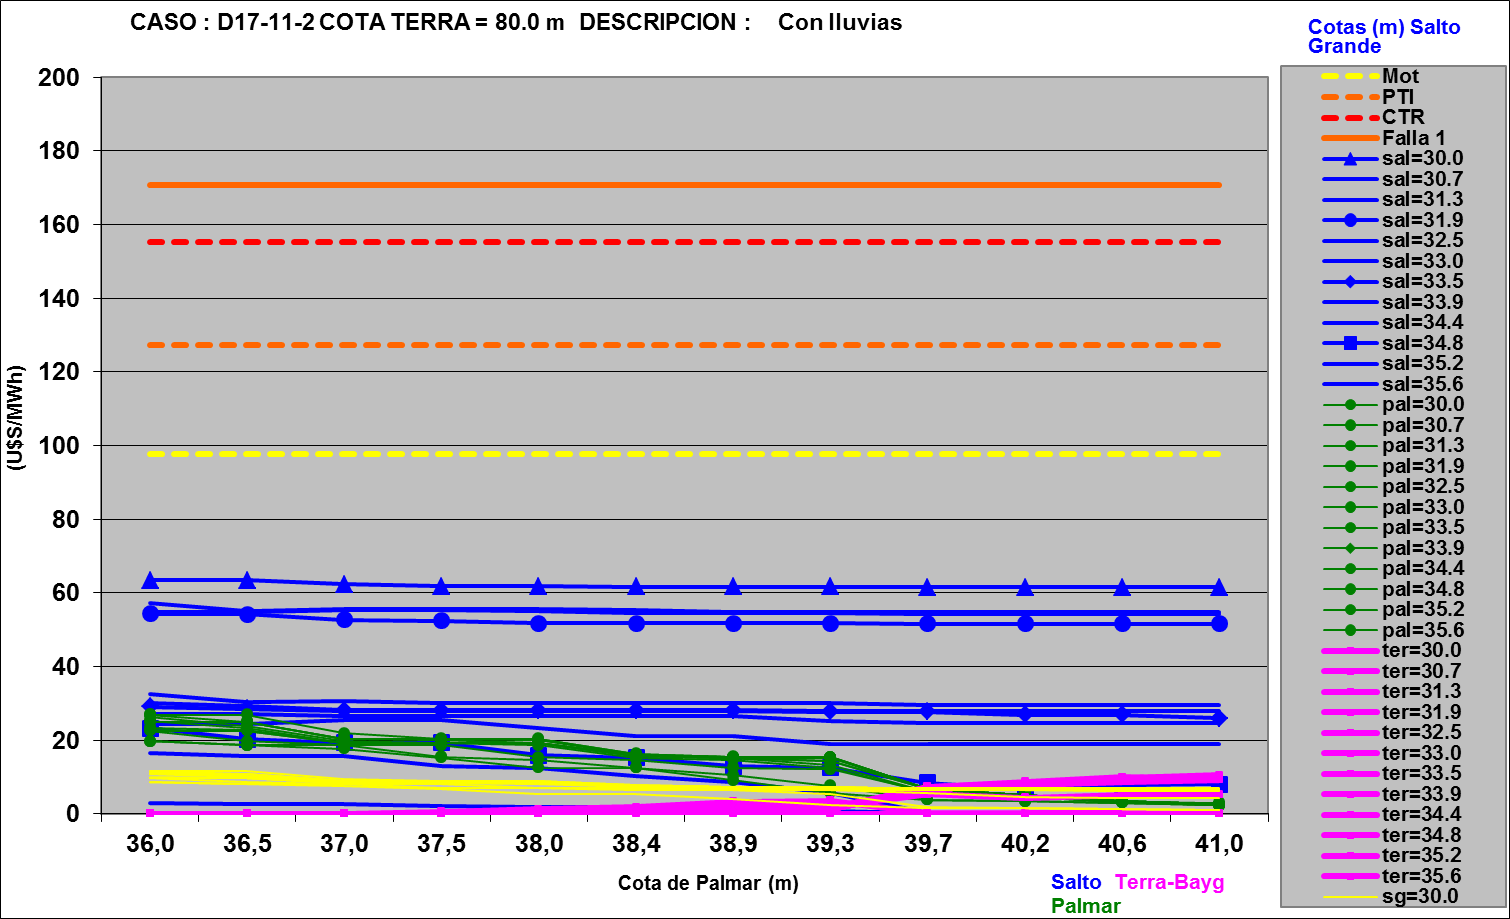 CASO : D17-11-2 COTA TERRA = 80.0 m DESCRIPCION : Con lluvias
Cotas (m) Salto
Grande
200
180
160
140
120
100
80
60
40
20
0
(U$S/MWh)
36,0 36,5 37,0 37,5 38,0 38,4 38,9 39,3 39,7 40,2 40,6 41,0
Cota de Palmar (m)
Salto Terra-Bayg
Palmar
Mot
PTI
CTR
Falla 1
sal=30.0
sal=30.7
sal=31.3
sal=31.9
sal=32.5
sal=33.0
sal=33.5
sal=33.9
sal=34.4
sal=34.8
sal=35.2
sal=35.6
pal=30.0
pal=30.7
pal=31.3
pal=31.9
pal=32.5
pal=33.0
pal=33.5
pal=33.9
pal=34.4
pal=34.8
pal=35.2
pal=35.6
ter=30.0
ter=30.7
ter=31.3
ter=31.9
ter=32.5
ter=33.0
ter=33.5
ter=33.9
ter=34.4
ter=34.8
ter=35.2
ter=35.6
sg=30.0